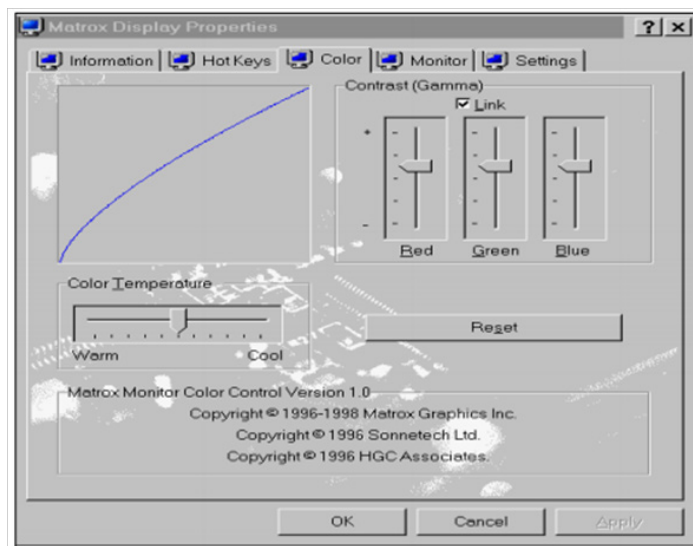 Matrox Display Properties
Information Hot Keys Color Monitor Settings
Contrast (Gamma)
Link
+
-
Red Green Blue
Color Temperature
Warm Cool
Reset
Matrox Monitor Color Control Version 1.0
Copyright © 1996-1998 Matrox Graphics Inc.
Copyright © 1996 Sonnetech Ltd.
Copyright © 1996 HGC Associates.
OK Cancel Apply